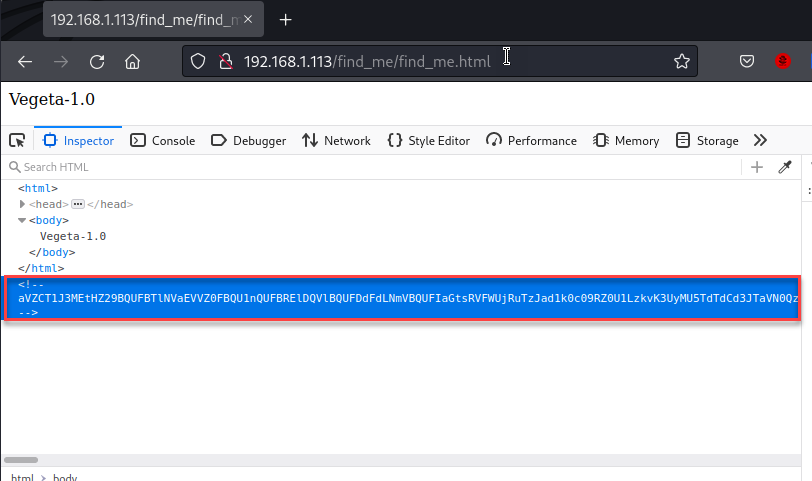 192.168.1.113/find_me/find_m
192.168.1.113/find_me/find_me.html
Vegeta-1.0
Inspector Console Debugger Network Style Editor Performance Memory Storage
Search HTML
<html>
<head> ••• </head>
<body>
Vegeta-1.0
</body>
</html>
<!--
aVZCT1J3MEtHZ29BQUFBTlNVaEVVZ0FBQU1nQUFBRElDQVlBQUFDdFdLNmVBQUFIaGtsRVFWUjRuTzJad1k0c09RZ0U1LzkvK3UyMU5TdTdCd3JTaVN0Qz
-->
html > body